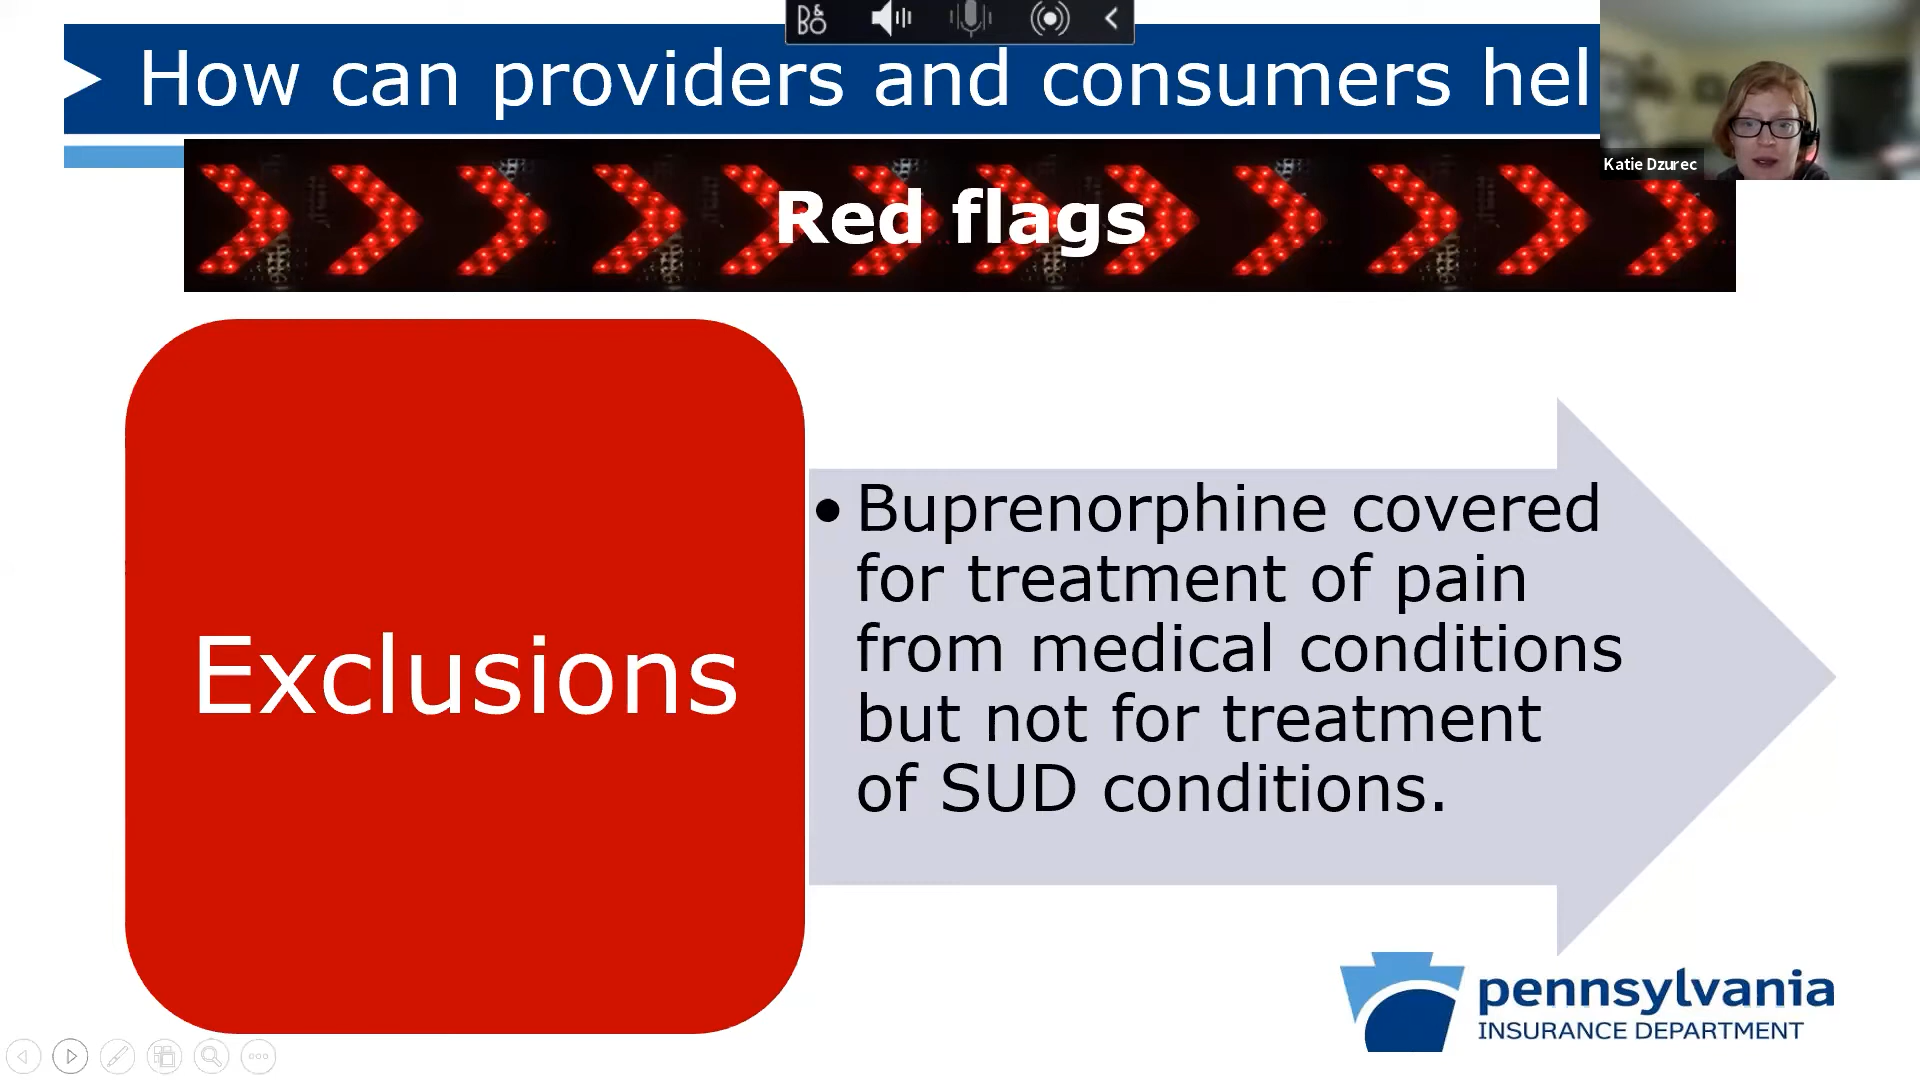 B&O
How can providers and consumers hel
Katie Dzurec
Red flags
Exclusions
• Buprenorphine covered
for treatment of pain
from medical conditions
but not for treatment
of SUD conditions.
pennsylvania
INSURANCE DEPARTMENT